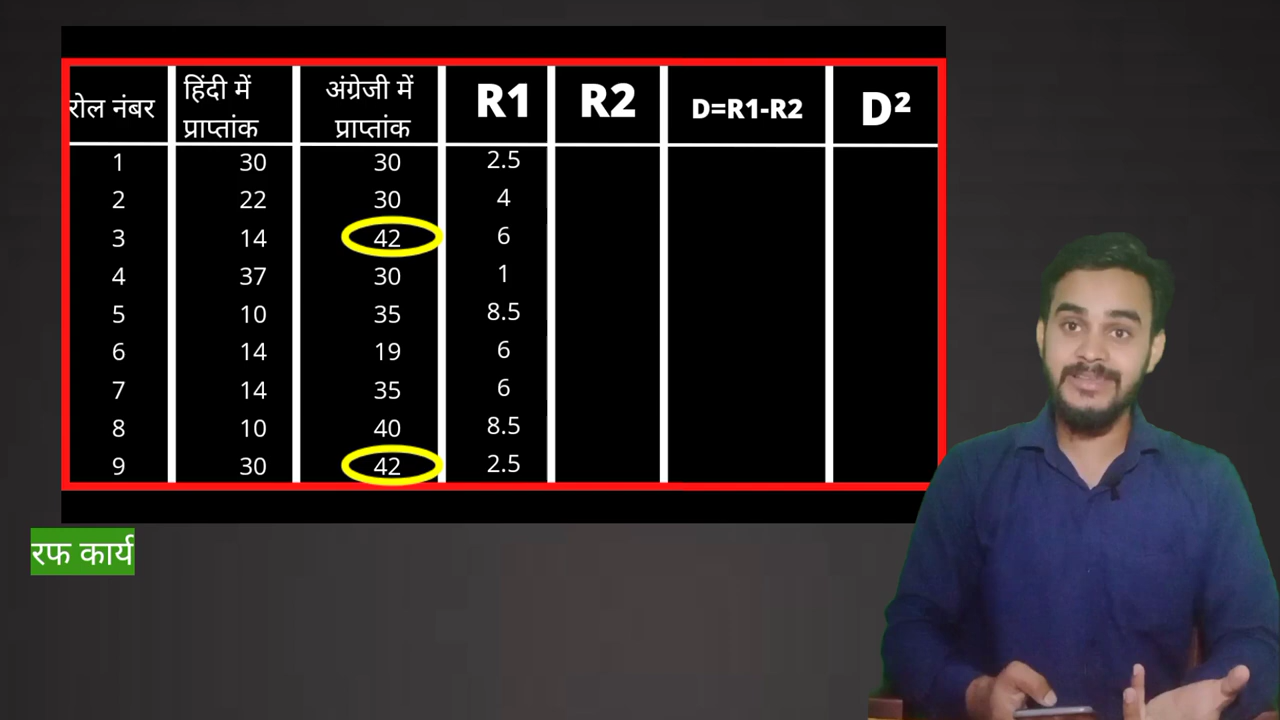 रोल नंबर हिंदी में प्राप्तांक अंग्रेजी में प्राप्तांक R1 R2 D=R1-R2 D²
1 30 30 2.5
2 22 30 4
3 14 42 6
4 37 30 1
5 10 35 8.5
6 14 19 6
7 14 35 6
8 10 40 8.5
9 30 42 2.5
रफ कार्य